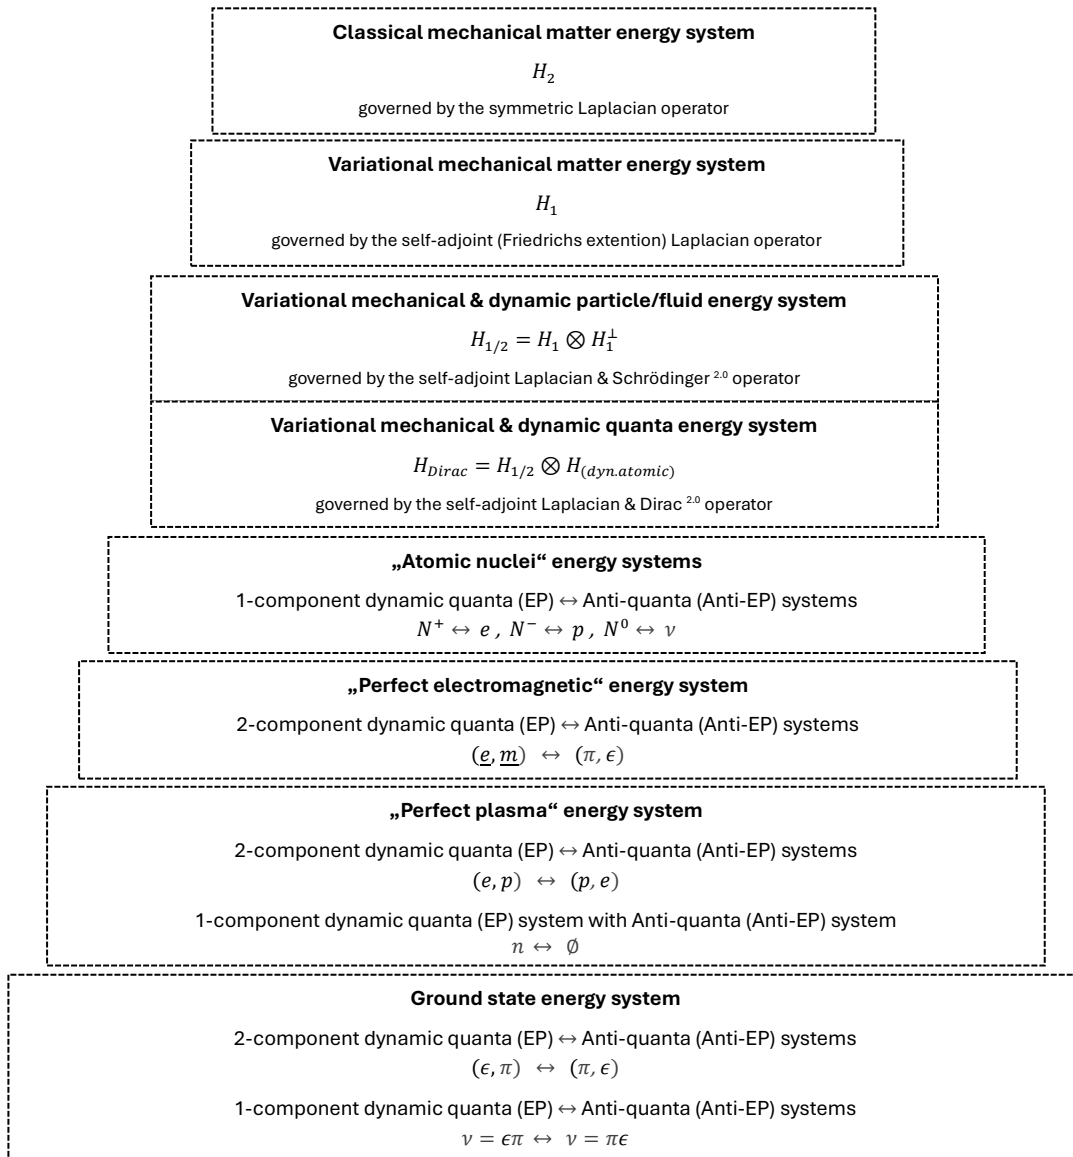 Classical mechanical matter energy system
H₂
governed by the symmetric Laplacian operator
Variational mechanical matter energy system
H₁
governed by the self-adjoint (Friedrichs extention) Laplacian operator
Variational mechanical & dynamic particle/fluid energy system
H₁/₂ = H₁ ⊗ H₁^⊥
governed by the self-adjoint Laplacian & Schrödinger ²·⁰ operator
Variational mechanical & dynamic quanta energy system
H_Dirac = H₁/₂ ⊗ H_(dyn.atomic)
governed by the self-adjoint Laplacian & Dirac ²·⁰ operator
„Atomic nuclei“ energy systems
1-component dynamic quanta (EP) ↔ Anti-quanta (Anti-EP) systems
N⁺ ↔ e , N⁻ ↔ p , N⁰ ↔ ν
„Perfect electromagnetic“ energy system
2-component dynamic quanta (EP) ↔ Anti-quanta (Anti-EP) systems
(e, m) ↔ (π, ϵ)
„Perfect plasma“ energy system
2-component dynamic quanta (EP) ↔ Anti-quanta (Anti-EP) systems
(e, p) ↔ (p, e)
1-component dynamic quanta (EP) system with Anti-quanta (Anti-EP) system
n ↔ ∅
Ground state energy system
2-component dynamic quanta (EP) ↔ Anti-quanta (Anti-EP) systems
(ϵ, π) ↔ (π, ϵ)
1-component dynamic quanta (EP) ↔ Anti-quanta (Anti-EP) systems
ν = ϵπ ↔ ν = πϵ